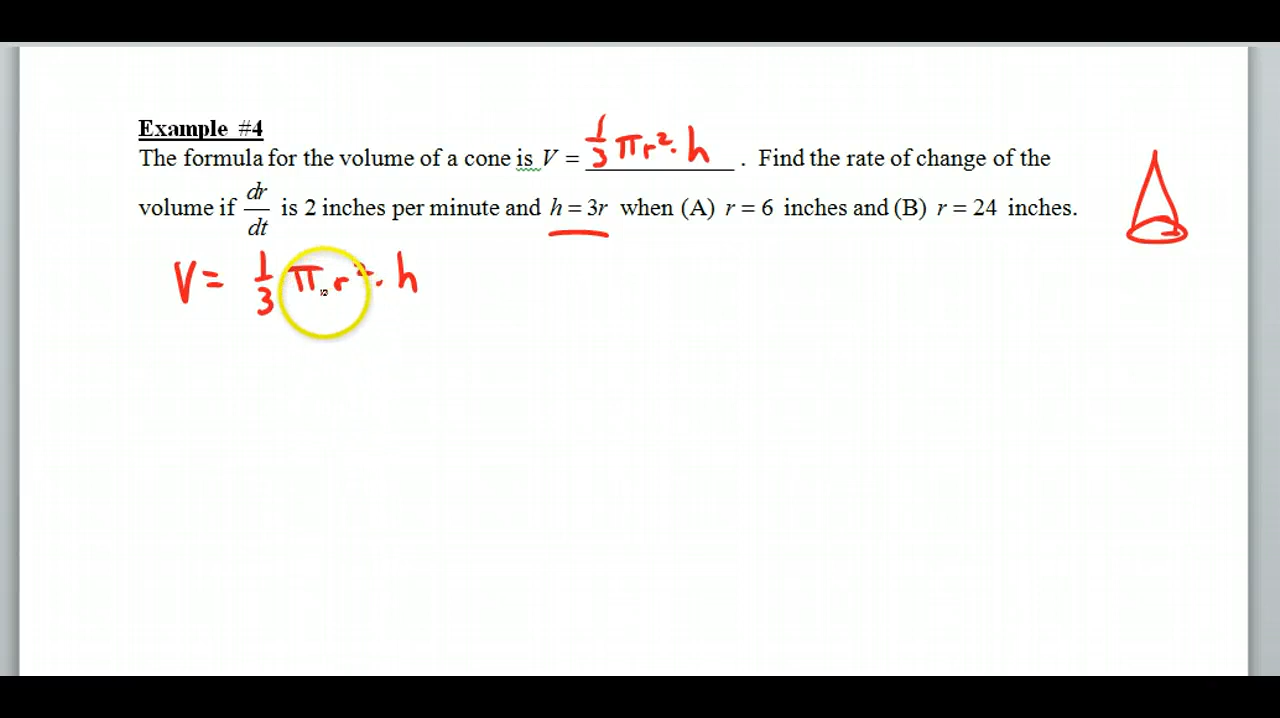 Example #4
The formula for the volume of a cone is V = 1/3 πr²·h . Find the rate of change of the
volume if dr/dt is 2 inches per minute and h = 3r when (A) r = 6 inches and (B) r = 24 inches.
V = 1/3 πr²·h